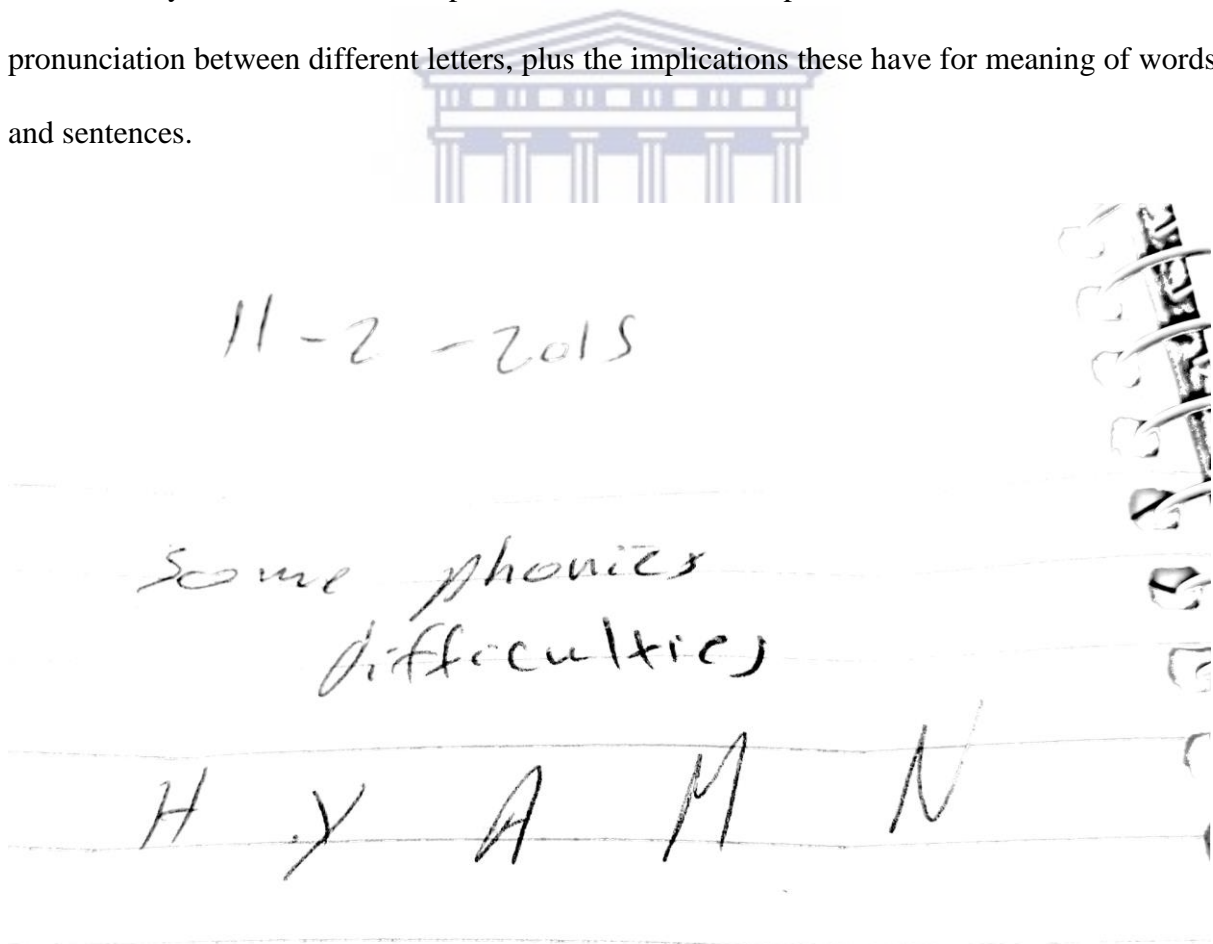 pronunciation between different letters, plus the implications these have for meaning of words
and sentences.
11-2-2015
Some phonics
difficulties
H Y A M N